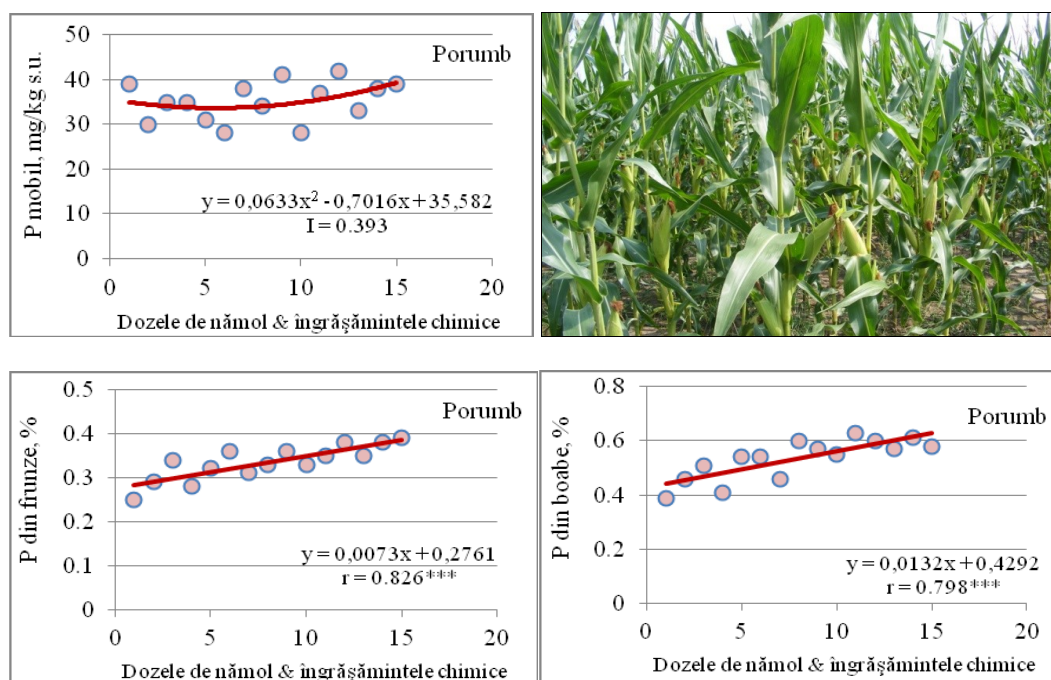 50
40
30
20
10
0
P mobil, mg/kg s.u.
Porumb
y = 0,0633x² - 0,7016x + 35,582
I = 0.393
0 5 10 15 20
Dozele de nămol & îngrășămintele chimice
0.5
0.4
0.3
0.2
0.1
0
P din frunze, %
Porumb
y = 0,0073x + 0,2761
r = 0.826***
0 5 10 15 20
Dozele de nămol & îngrășămintele chimice
0.8
0.6
0.4
0.2
0
P din boabe, %
Porumb
y = 0,0132x + 0,4292
r = 0.798***
0 5 10 15 20
Dozele de nămol & îngrășămintele chimice